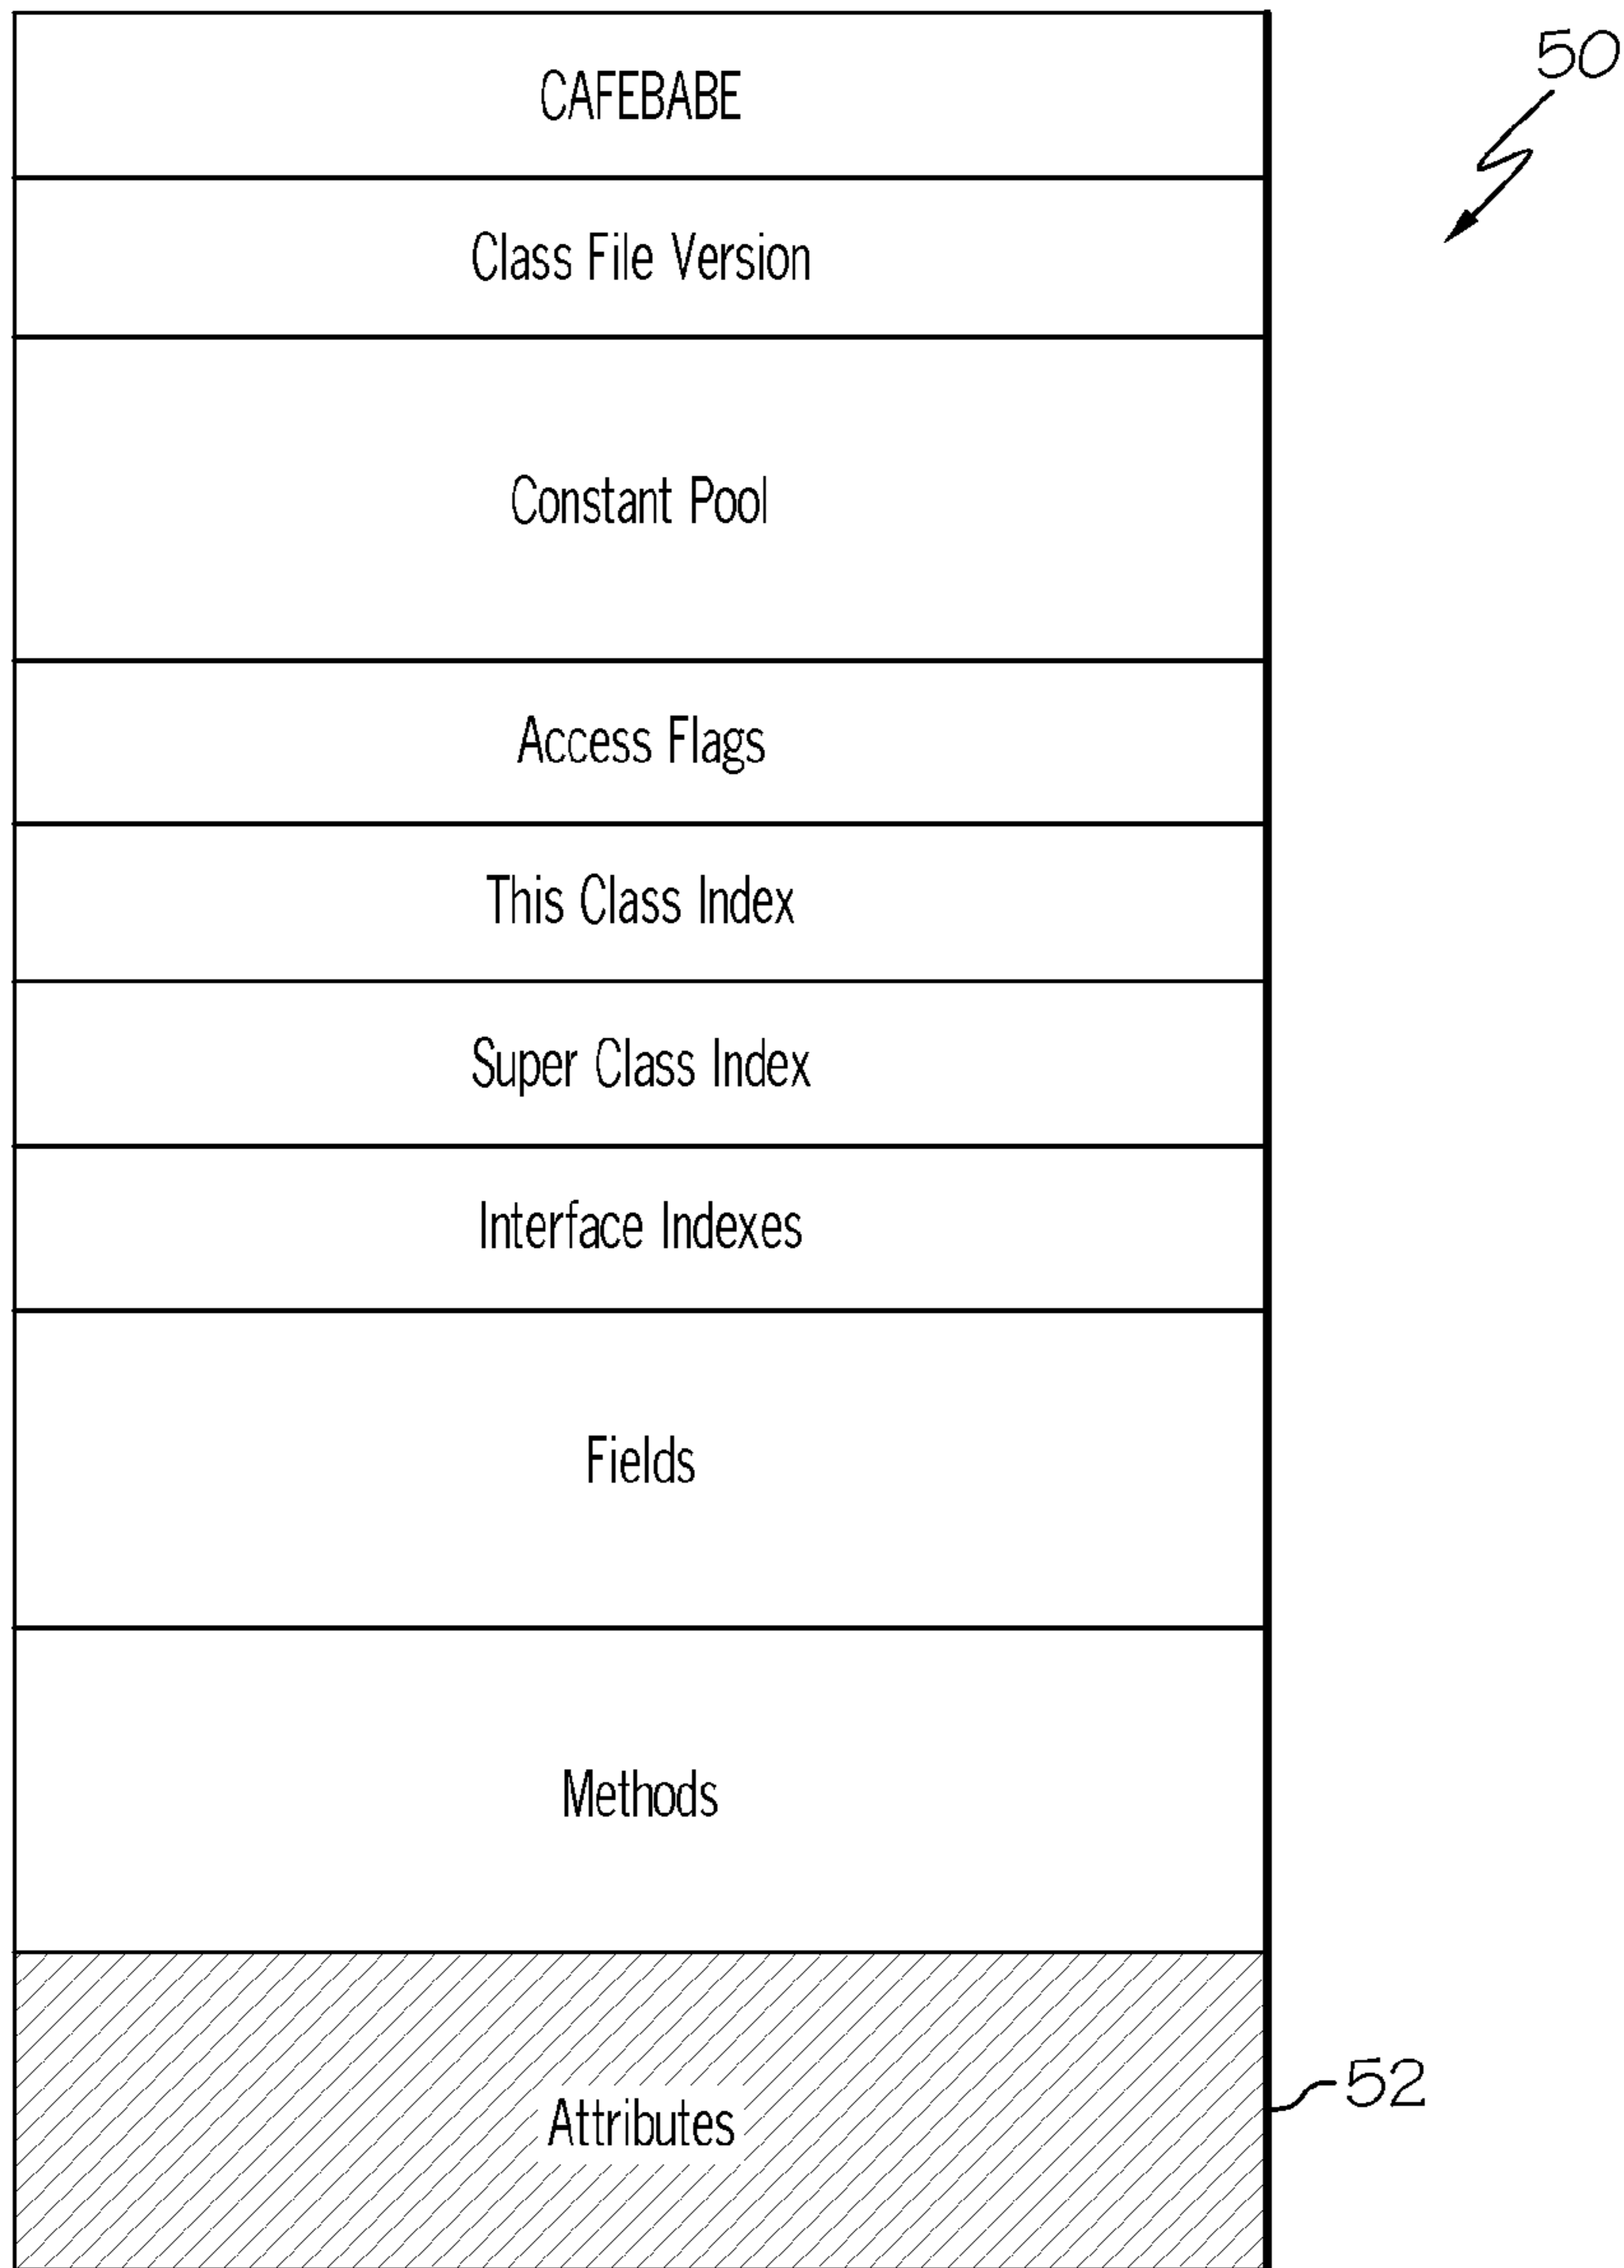 CAFEBABE
50
Class File Version
Constant Pool
Access Flags
This Class Index
Super Class Index
Interface Indexes
Fields
Methods
Attributes
52